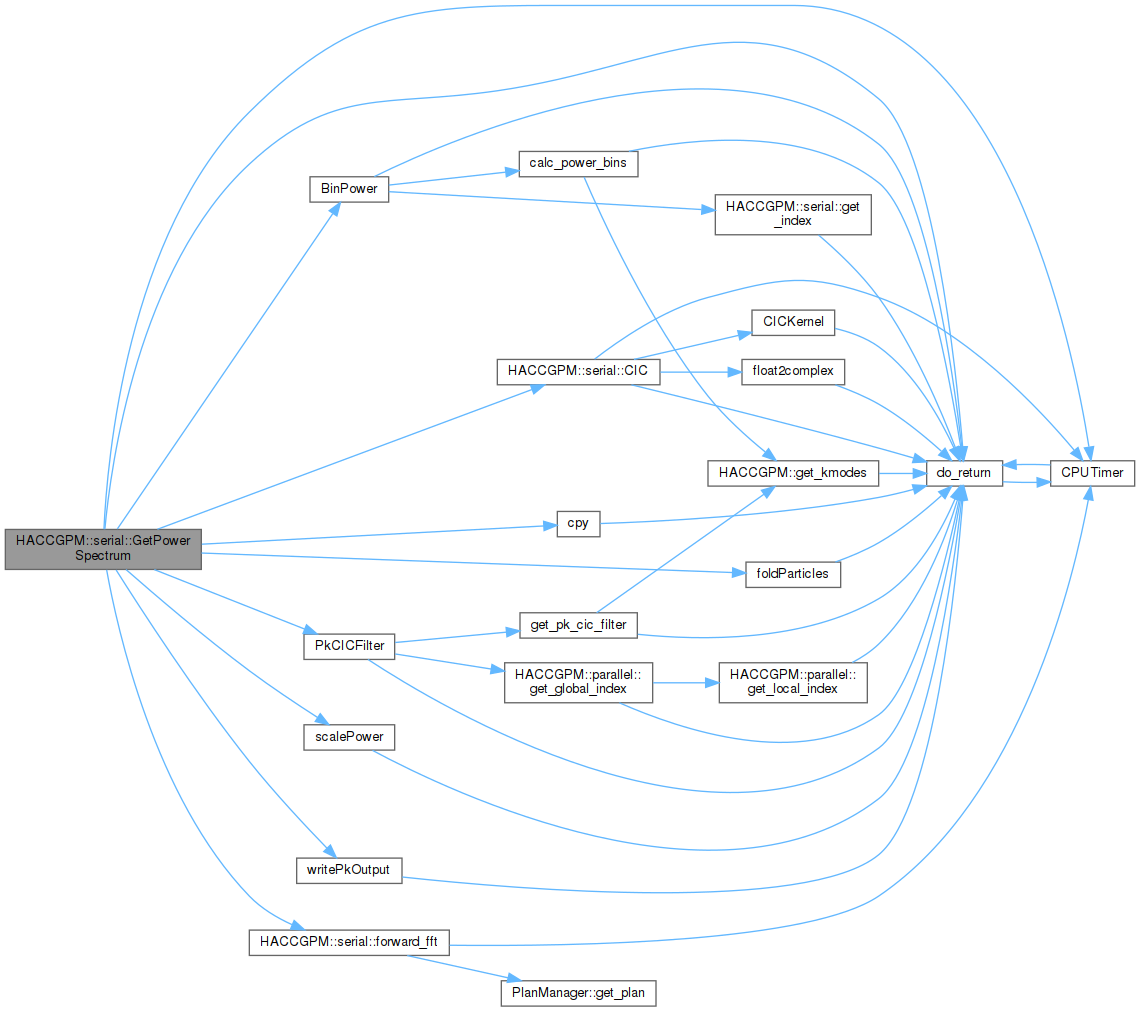 calc_power_bins
BinPower
HACCGPM::serial::get
_index
CICKernel
HACCGPM::serial::CIC
float2complex
HACCGPM::get_kmodes
do_return
CPUTimer
cpy
HACCGPM::serial::GetPower
Spectrum
foldParticles
get_pk_cic_filter
PkCICFilter
HACCGPM::parallel::
get_global_index
HACCGPM::parallel::
get_local_index
scalePower
writePkOutput
HACCGPM::serial::forward_fft
PlanManager::get_plan